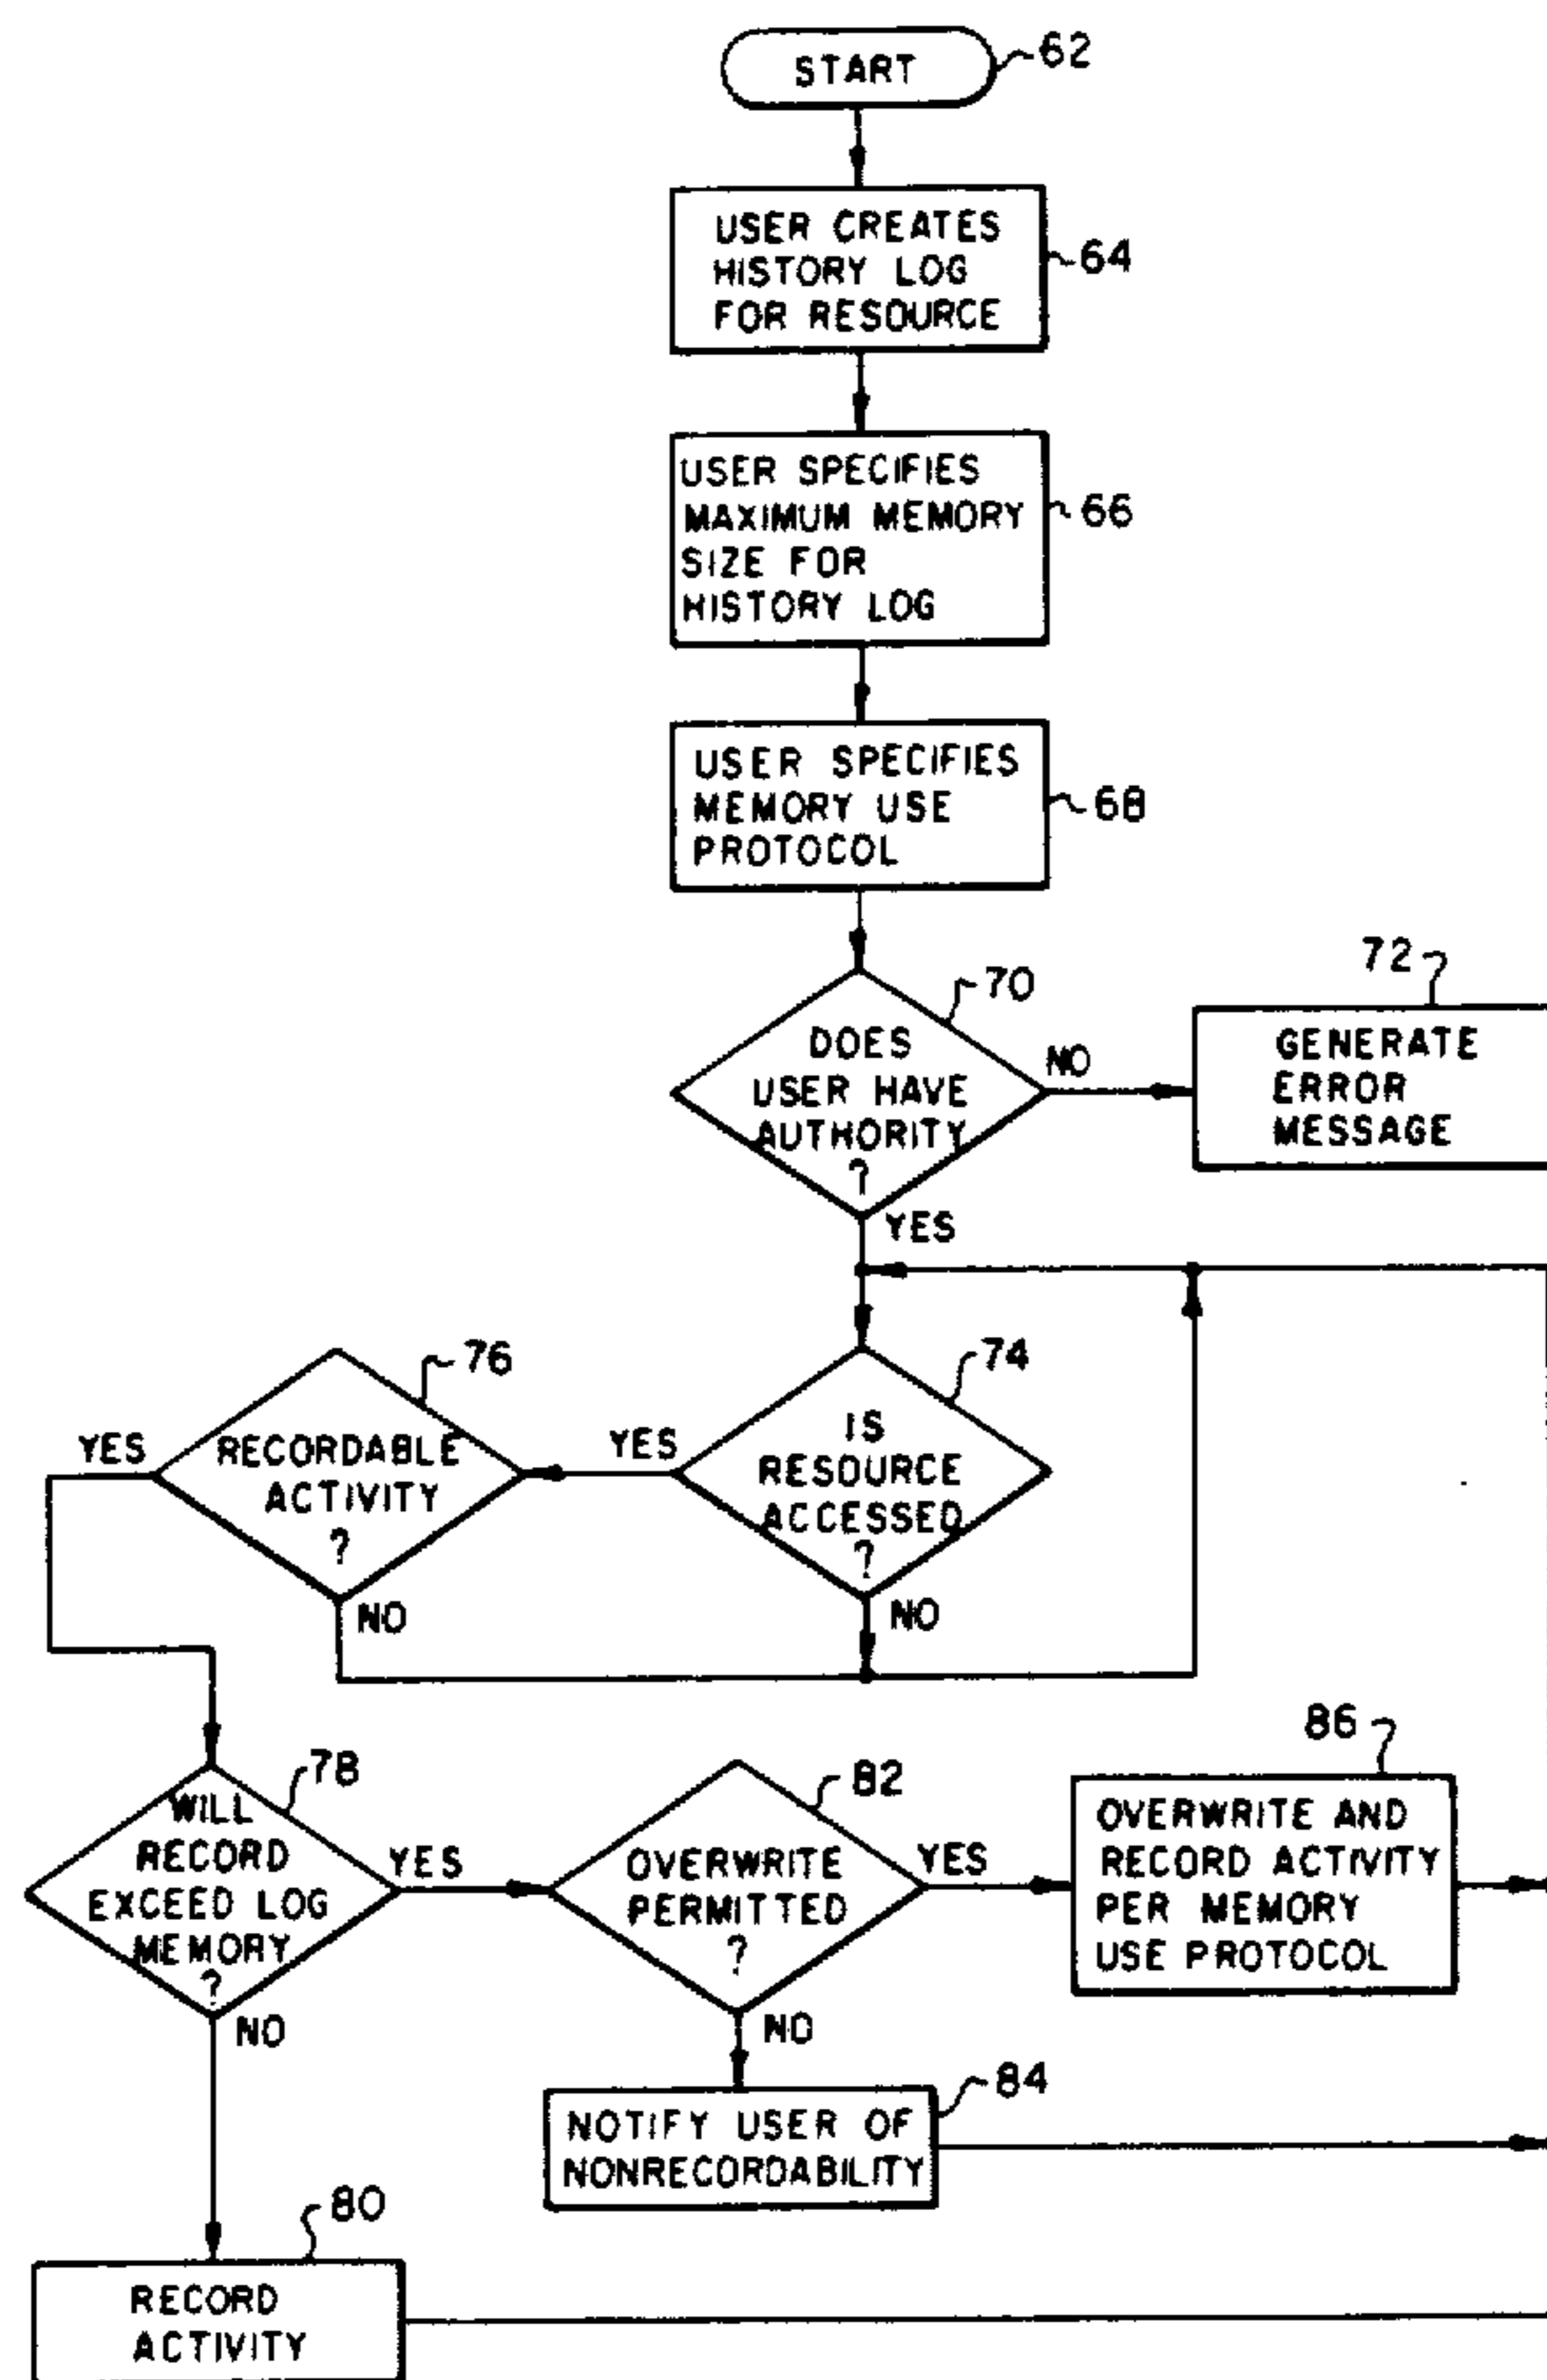 START
62
USER CREATES
HISTORY LOG
FOR RESOURCE
64
USER SPECIFIES
MAXIMUM MEMORY
SIZE FOR
HISTORY LOG
66
USER SPECIFIES
MEMORY USE
PROTOCOL
68
70
DOES
USER HAVE
AUTHORITY
?
NO
YES
72
GENERATE
ERROR
MESSAGE
76
YES
RECORDABLE
ACTIVITY
?
NO
74
YES
IS
RESOURCE
ACCESSED
?
NO
78
WILL
RECORD
EXCEED LOG
MEMORY
?
YES
NO
82
OVERWRITE
PERMITTED
?
YES
NO
86
OVERWRITE AND
RECORD ACTIVITY
PER MEMORY
USE PROTOCOL
84
NOTIFY USER OF
NONRECORDABILITY
80
RECORD
ACTIVITY